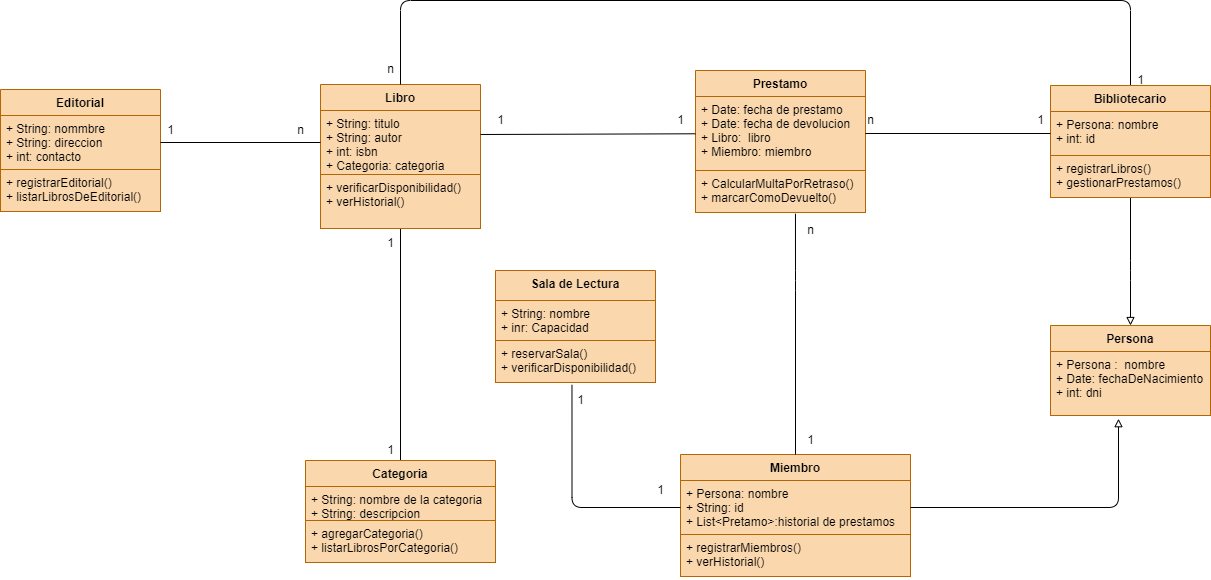 Editorial
+ String: nommbre
+ String: direccion
+ int: contacto
+ registrarEditorial()
+ listarLibrosDeEditorial()
1
n
n
Libro
+ String: titulo
+ String: autor
+ int: isbn
+ Categoria: categoria
+ verificarDisponibilidad()
+ verHistorial()
1
1
1
Prestamo
+ Date: fecha de prestamo
+ Date: fecha de devolucion
+ Libro:  libro
+ Miembro: miembro
+ CalcularMultaPorRetraso()
+ marcarComoDevuelto()
n
1
1
n
Bibliotecario
+ Persona: nombre
+ int: id
+ registrarLibros()
+ gestionarPrestamos()
Sala de Lectura
+ String: nombre
+ inr: Capacidad
+ reservarSala()
+ verificarDisponibilidad()
1
1
Persona
+ Persona :  nombre
+ Date: fechaDeNacimiento
+ int: dni
1
Categoria
+ String: nombre de la categoria
+ String: descripcion
+ agregarCategoria()
+ listarLibrosPorCategoria()
1
Miembro
+ Persona: nombre
+ String: id
+ List<Pretamo>:historial de prestamos
+ registrarMiembros()
+ verHistorial()